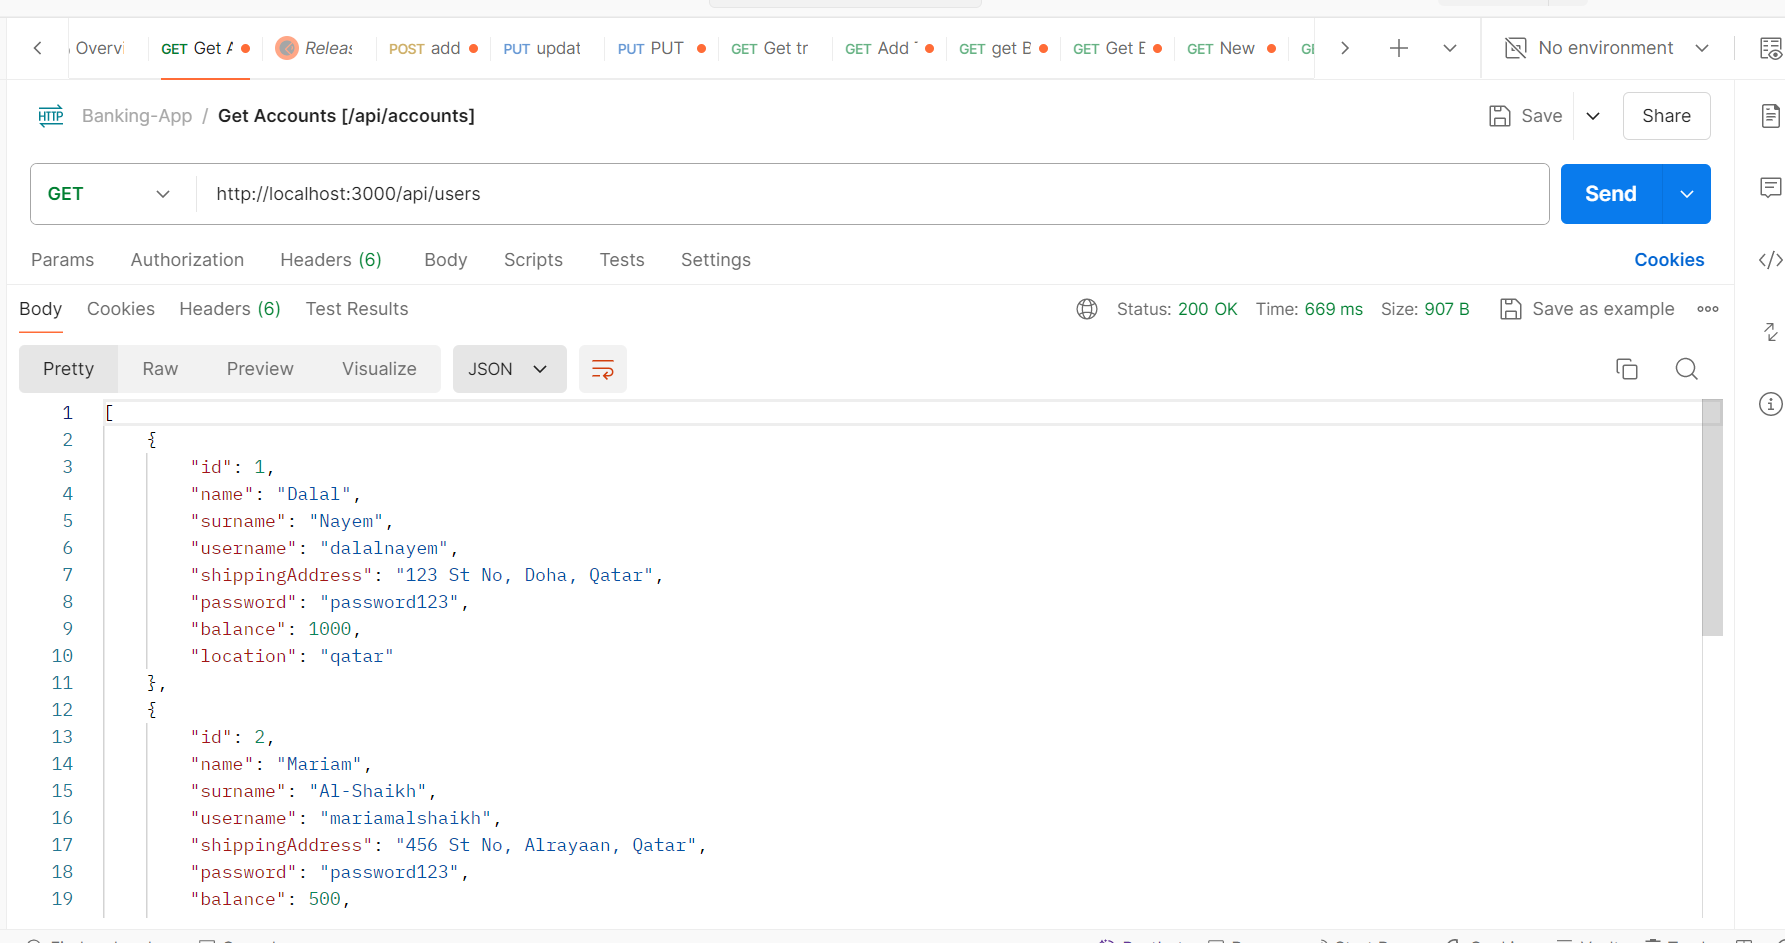 Overvi GET Get A Releas POST add PUT updat PUT PUT GET Get tr GET Add GET get B GET Get E GET New No environment
HTTP Banking-App / Get Accounts [/api/accounts] Save Share
GET http://localhost:3000/api/users Send
Params Authorization Headers (6) Body Scripts Tests Settings Cookies
Body Cookies Headers (6) Test Results Status: 200 OK Time: 669 ms Size: 907 B Save as example
Pretty Raw Preview Visualize JSON
1 [
2 {
3 "id": 1,
4 "name": "Dalal",
5 "surname": "Nayem",
6 "username": "dalalnayem",
7 "shippingAddress": "123 St No, Doha, Qatar",
8 "password": "password123",
9 "balance": 1000,
10 "location": "qatar"
11 },
12 {
13 "id": 2,
14 "name": "Mariam",
15 "surname": "Al-Shaikh",
16 "username": "mariamalshaikh",
17 "shippingAddress": "456 St No, Alrayaan, Qatar",
18 "password": "password123",
19 "balance": 500,